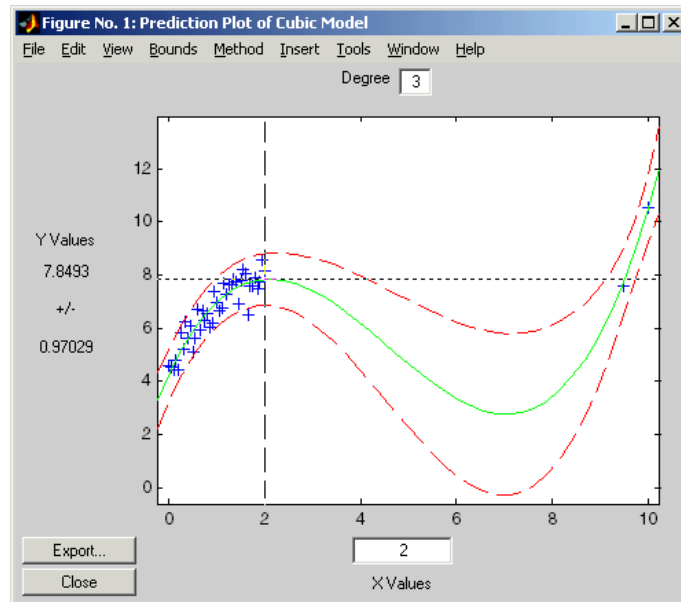 Figure No. 1: Prediction Plot of Cubic Model
File Edit View Bounds Method Insert Tools Window Help
Degree 3
12
10
8
6
4
2
0
Y Values
7.8493
+/-
0.97029
0 2 4 6 8 10
2
X Values
Export...
Close